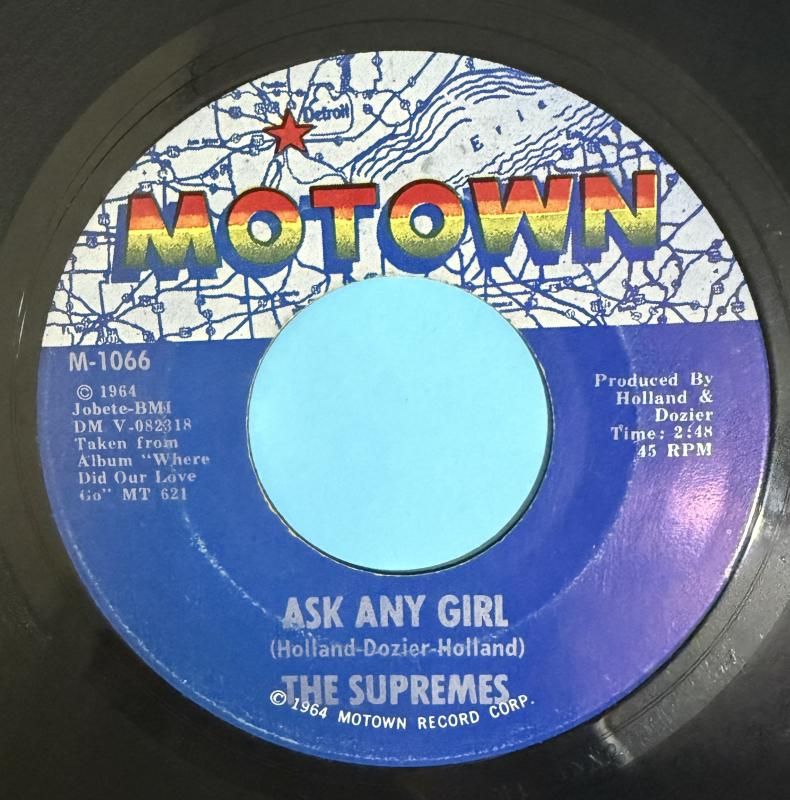 Detroit
Erie
MOTOWN
M-1066
© 1964
Jobete-BMI
DM V-082318
Taken from
Album "Where
Did Our Love
Go" MT 621
Produced By
Holland &
Dozier
Time: 2:48
45 RPM
ASK ANY GIRL
(Holland-Dozier-Holland)
THE SUPREMES
© 1964 MOTOWN RECORD CORP.